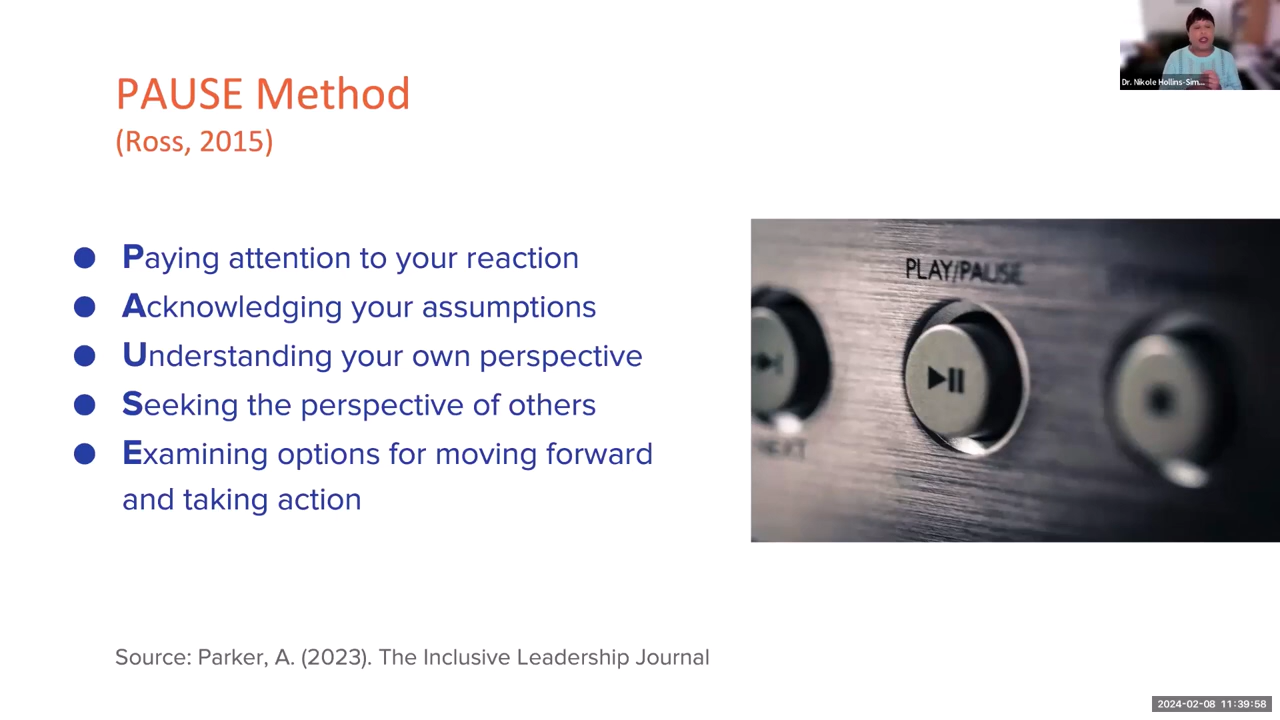 Dr. Nikole Hollins-Sim...
PAUSE Method
(Ross, 2015)
● Paying attention to your reaction
● Acknowledging your assumptions
● Understanding your own perspective
● Seeking the perspective of others
● Examining options for moving forward
and taking action
PLAY/PAUSE
NEXT
Source: Parker, A. (2023). The Inclusive Leadership Journal
2024-02-08 11:39:58